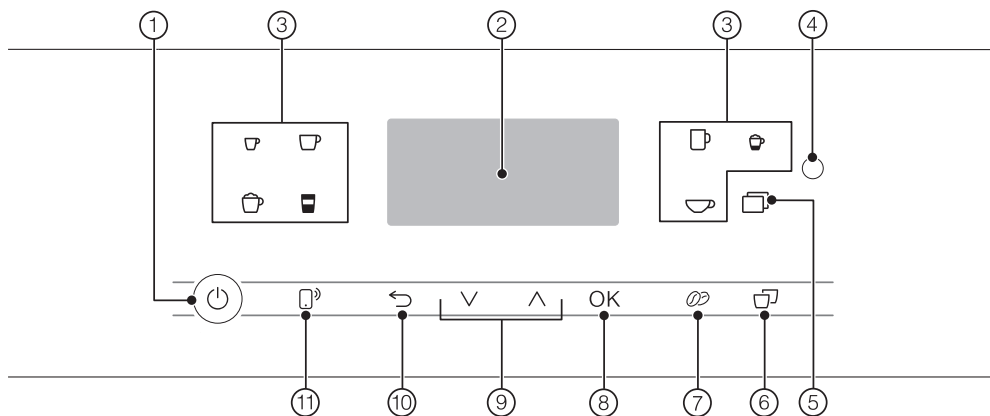 ① ③ ② ③ ④
OK
⑪ ⑩ ⑨ ⑧ ⑦ ⑥ ⑤